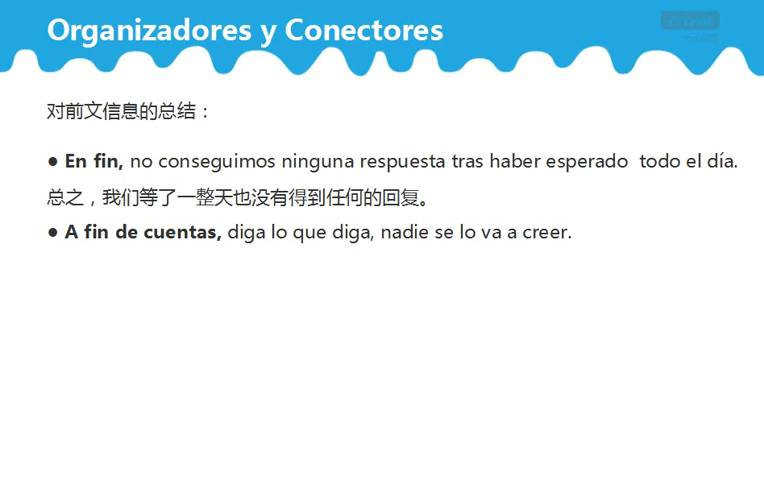 Organizadores y Conectores
对前文信息的总结：
● En fin, no conseguimos ninguna respuesta tras haber esperado todo el día.
总之，我们等了一整天也没有得到任何的回复。
● A fin de cuentas, diga lo que diga, nadie se lo va a creer.